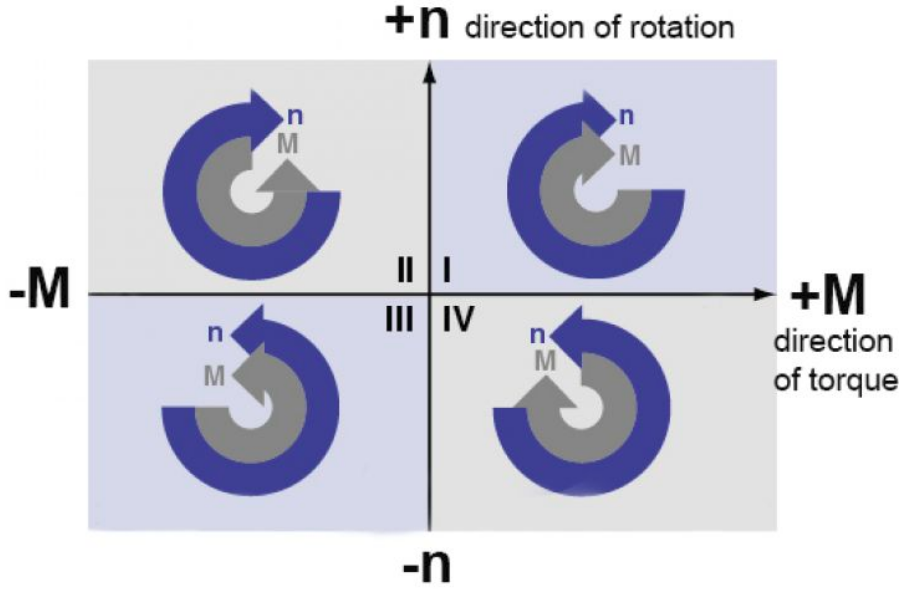 +n direction of rotation
n
M
n
M
-M
II
I
+M
III
IV
direction
of torque
n
M
n
M
-n